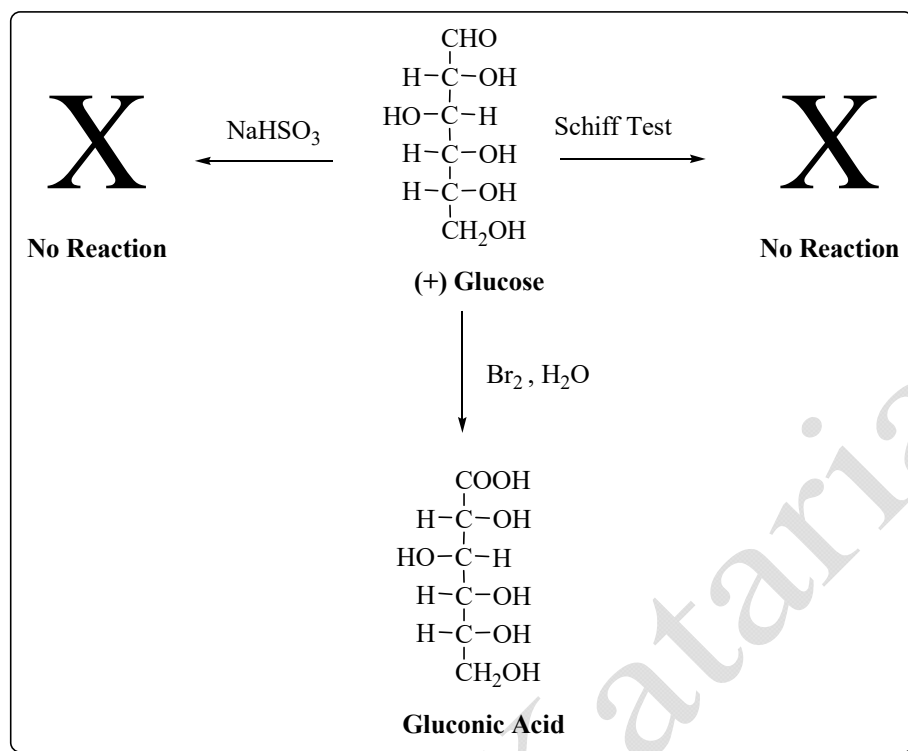 CHO
H-C-OH
HO-C-H
H-C-OH
H-C-OH
CH₂OH
(+) Glucose
NaHSO₃
X
No Reaction
Schiff Test
X
No Reaction
Br₂ , H₂O
COOH
H-C-OH
HO-C-H
H-C-OH
H-C-OH
CH₂OH
Gluconic Acid
Kataria